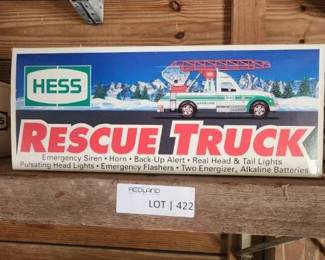 HESS
RESCUE TRUCK
Emergency Siren • Horn • Back-Up Alert • Real Head & Tail Lights
Pulsating Head Lights • Emergency Flashers • Two Energizer® Alkaline Batteries
REDLAND
LOT | 422